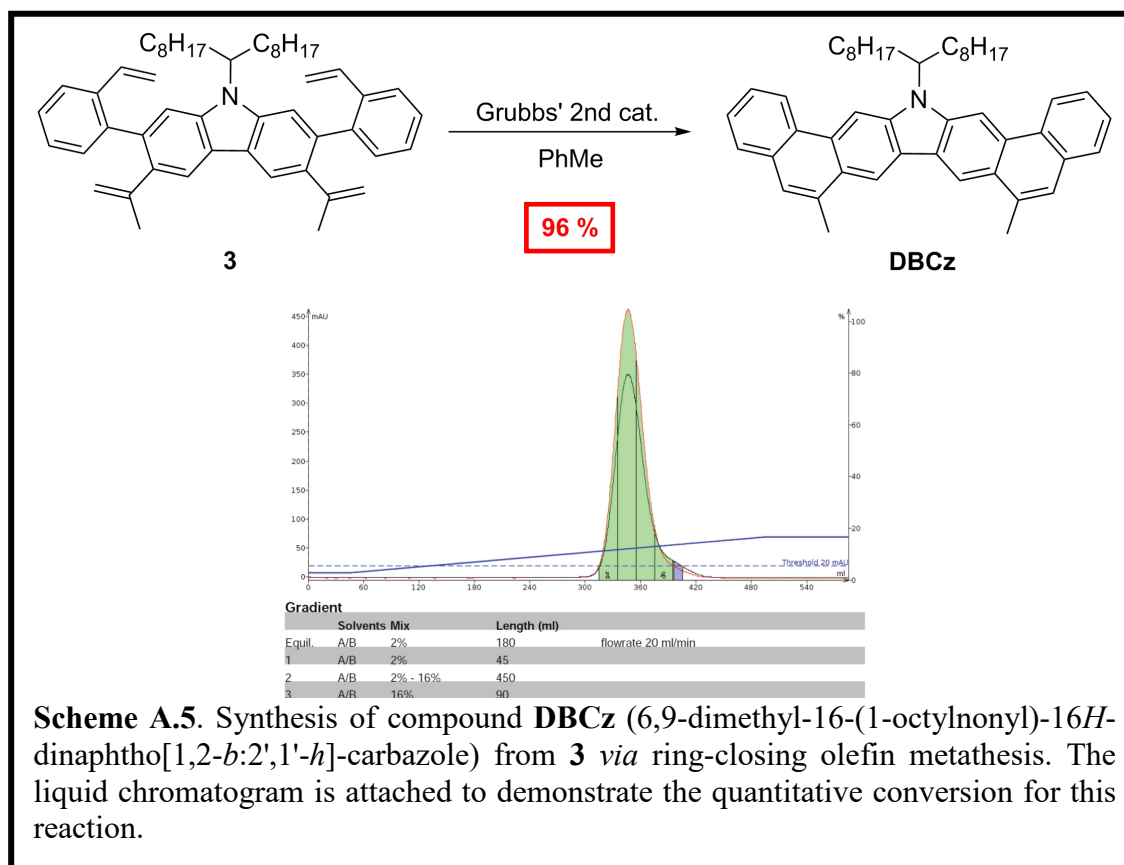 C8H17 C8H17
N
Me
Me
3
Grubbs' 2nd cat.
PhMe
96 %
C8H17 C8H17
N
Me
Me
DBCz
450 mAU % 100
400
350 80
300
250 60
200
150 40
100
50 20
Threshold 20 mAU
0 ml 0
0 60 120 180 240 300 360 420 480 540
Gradient
Solvents Mix Length (ml)
Equil. A/B 2% 180 flowrate 20 ml/min
1 A/B 2% 45
2 A/B 2% - 16% 450
3 A/B 16% 90
Scheme A.5. Synthesis of compound DBCz (6,9-dimethyl-16-(1-octylnonyl)-16H-
dinaphtho[1,2-b:2',1'-h]-carbazole) from 3 via ring-closing olefin metathesis. The
liquid chromatogram is attached to demonstrate the quantitative conversion for this
reaction.